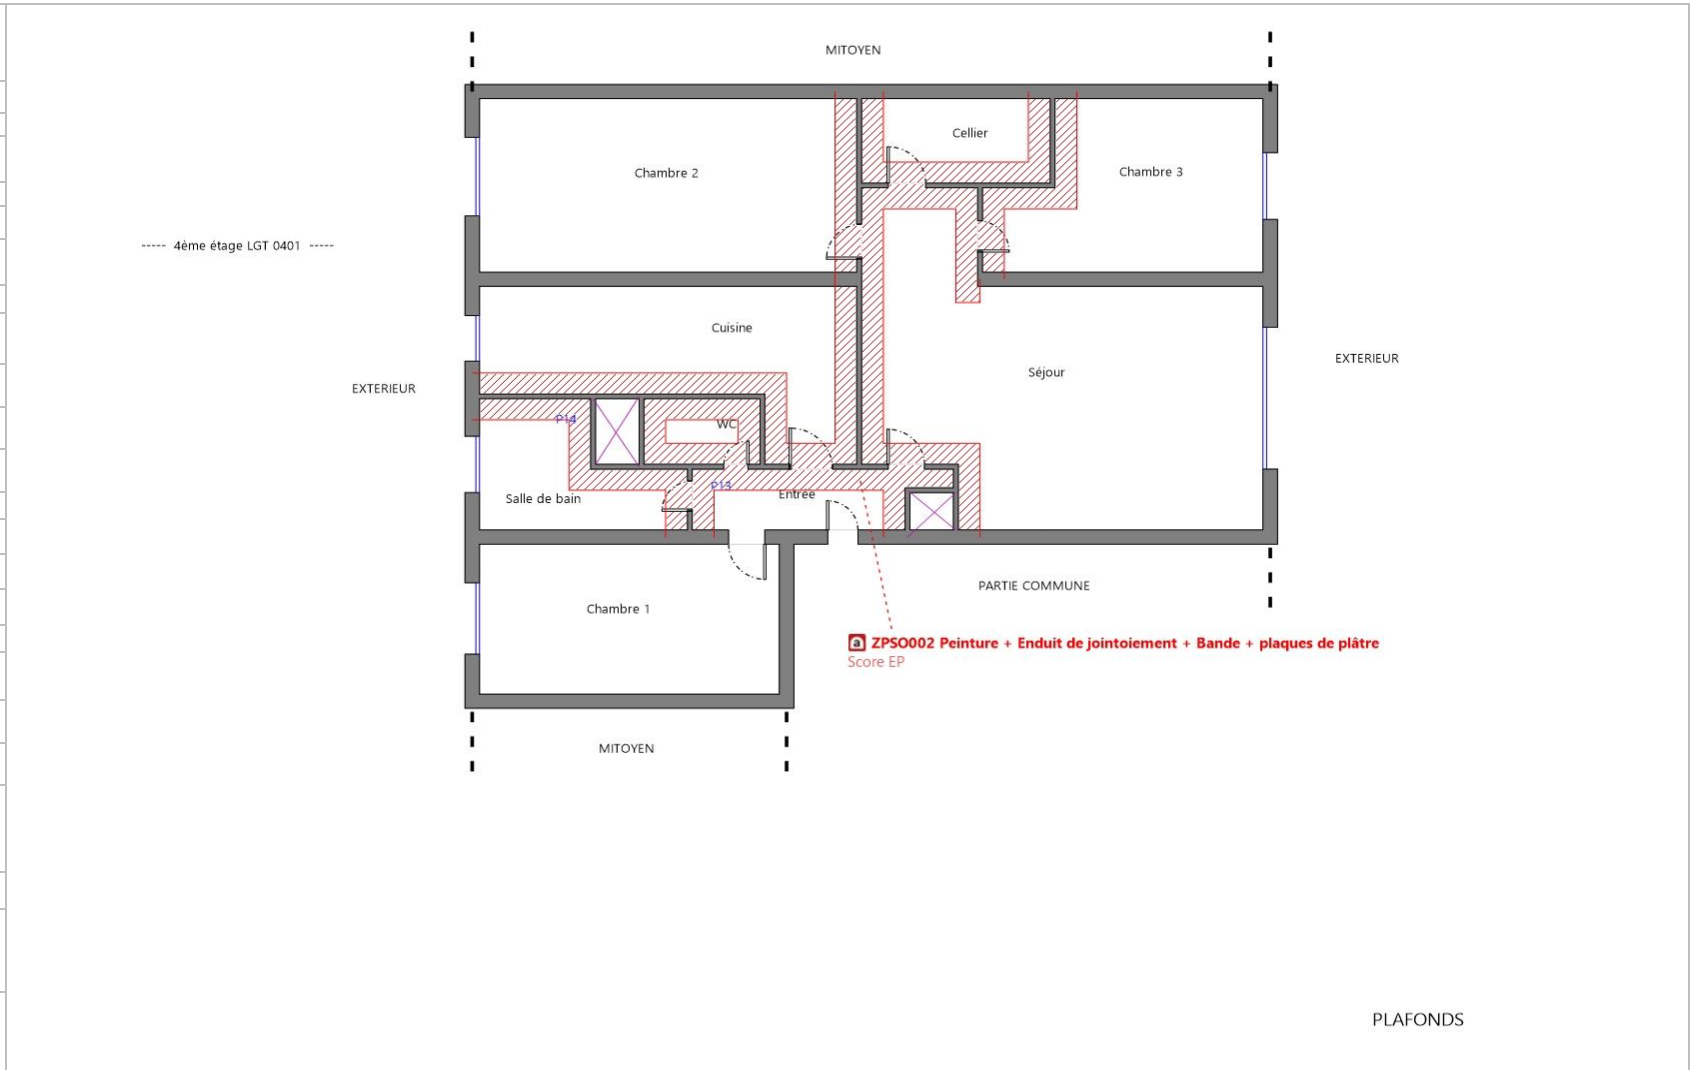 MITOYEN
Cellier
Chambre 2
Chambre 3
----- 4ème étage LGT 0401 -----
Cuisine
EXTERIEUR
Séjour
EXTERIEUR
P14
WC
P13
Entrée
Salle de bain
PARTIE COMMUNE
Chambre 1
a ZPSO002 Peinture + Enduit de jointoiement + Bande + plaques de plâtre
Score EP
MITOYEN
PLAFONDS